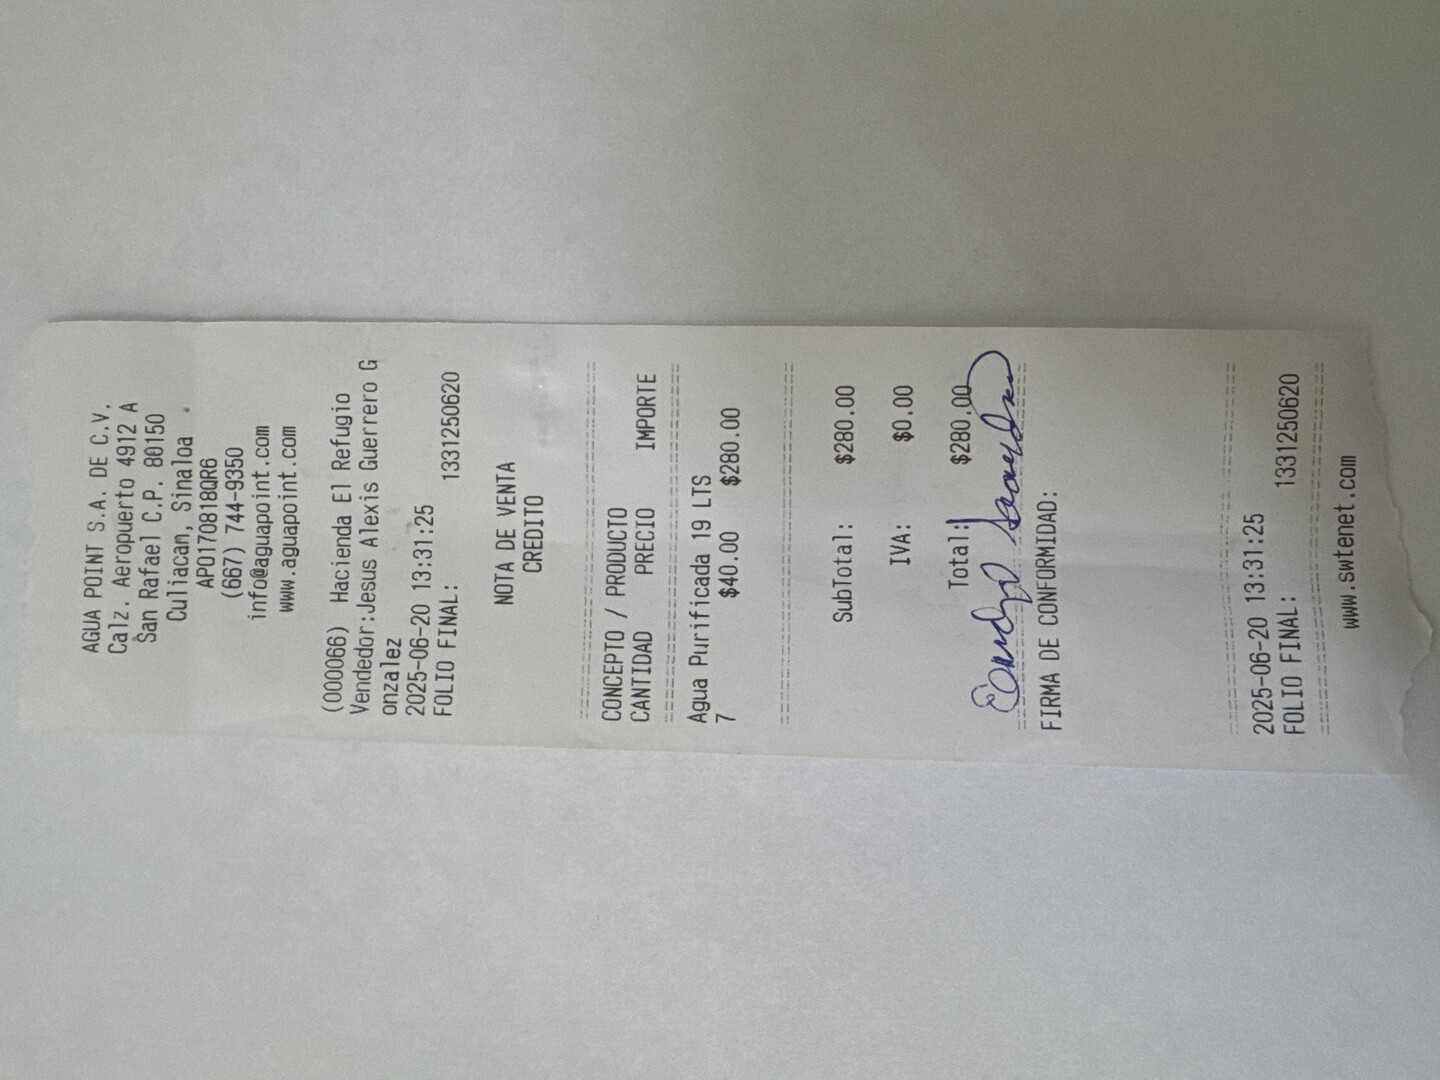 AGUA POINT S.A. DE C.V.
Calz. Aeropuerto 4912 A
San Rafael C.P. 80150
Culiacan, Sinaloa
APO170818QR6
(667) 744-9350
info@aguapoint.com
www.aguapoint.com
(000066) Hacienda El Refugio
Vendedor:Jesus Alexis Guerrero G
onzalez
2025-06-20 13:31:25
FOLIO FINAL: 1331250620
NOTA DE VENTA
CREDITO
CONCEPTO / PRODUCTO
CANTIDAD PRECIO IMPORTE
Agua Purificada 19 LTS
7 $40.00 $280.00
SubTotal: $280.00
IVA: $0.00
Total: $280.00
FIRMA DE CONFORMIDAD:
2025-06-20 13:31:25
FOLIO FINAL: 1331250620
www.swtenet.com